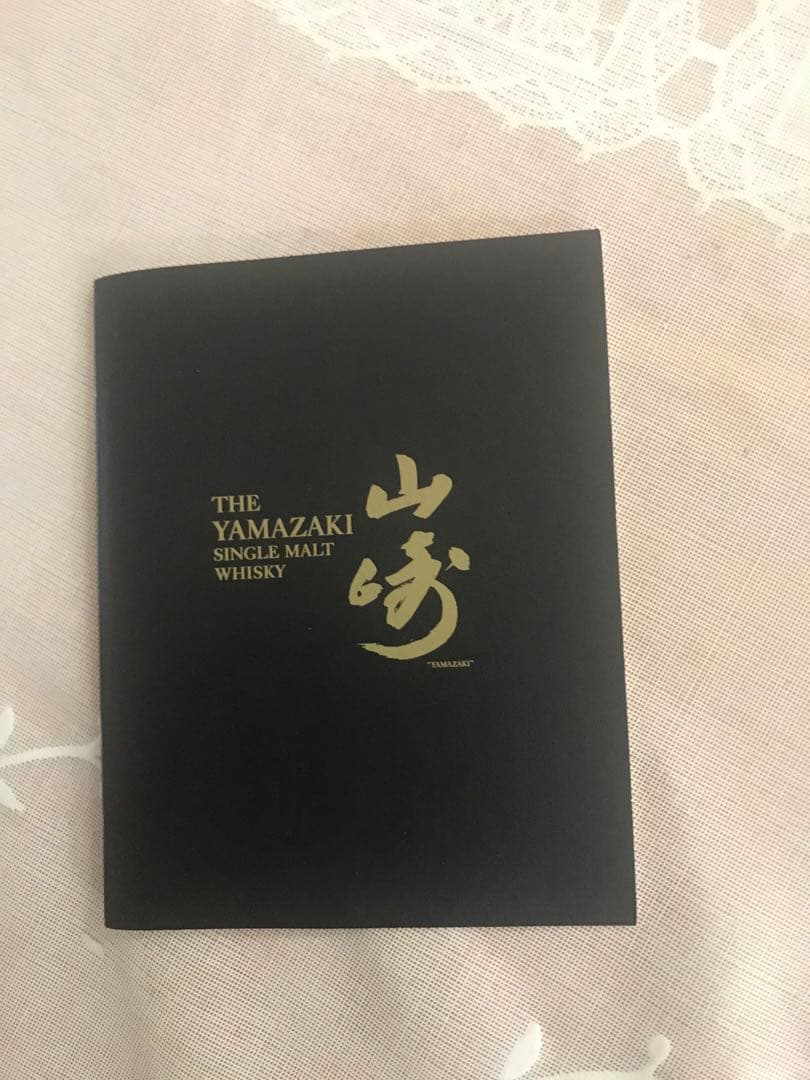 THE
YAMAZAKI
SINGLE MALT
WHISKY
山
崎
"YAMAZAKI"